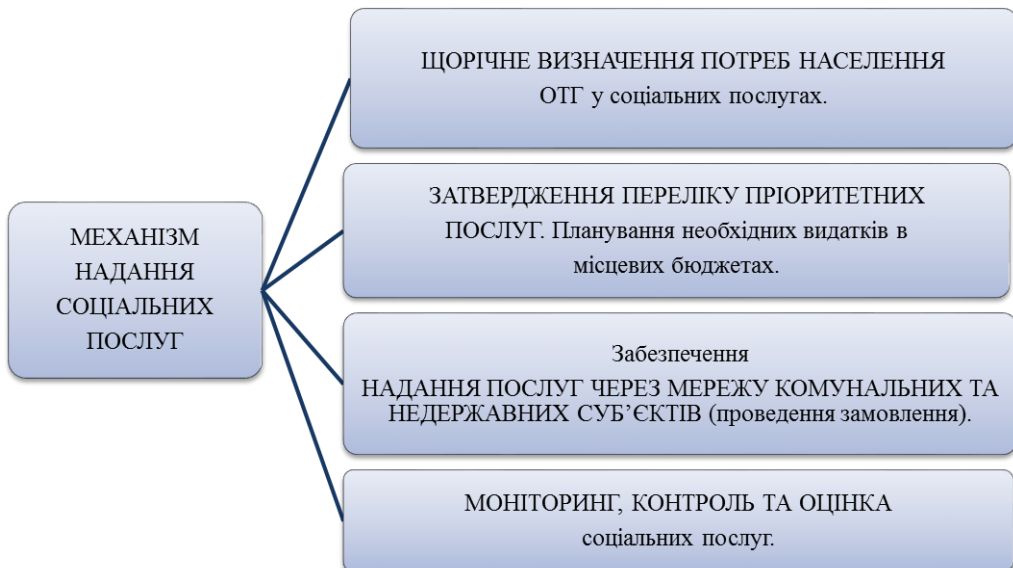 МЕХАНІЗМ
НАДАННЯ
СОЦІАЛЬНИХ
ПОСЛУГ
ЩОРІЧНЕ ВИЗНАЧЕННЯ ПОТРЕБ НАСЕЛЕННЯ
ОТГ у соціальних послугах.
ЗАТВЕРДЖЕННЯ ПЕРЕЛІКУ ПРІОРИТЕТНИХ
ПОСЛУГ. Планування необхідних видатків в
місцевих бюджетах.
Забезпечення
НАДАННЯ ПОСЛУГ ЧЕРЕЗ МЕРЕЖУ КОМУНАЛЬНИХ ТА
НЕДЕРЖАВНИХ СУБ’ЄКТІВ (проведення замовлення).
МОНІТОРИНГ, КОНТРОЛЬ ТА ОЦІНКА
соціальних послуг.